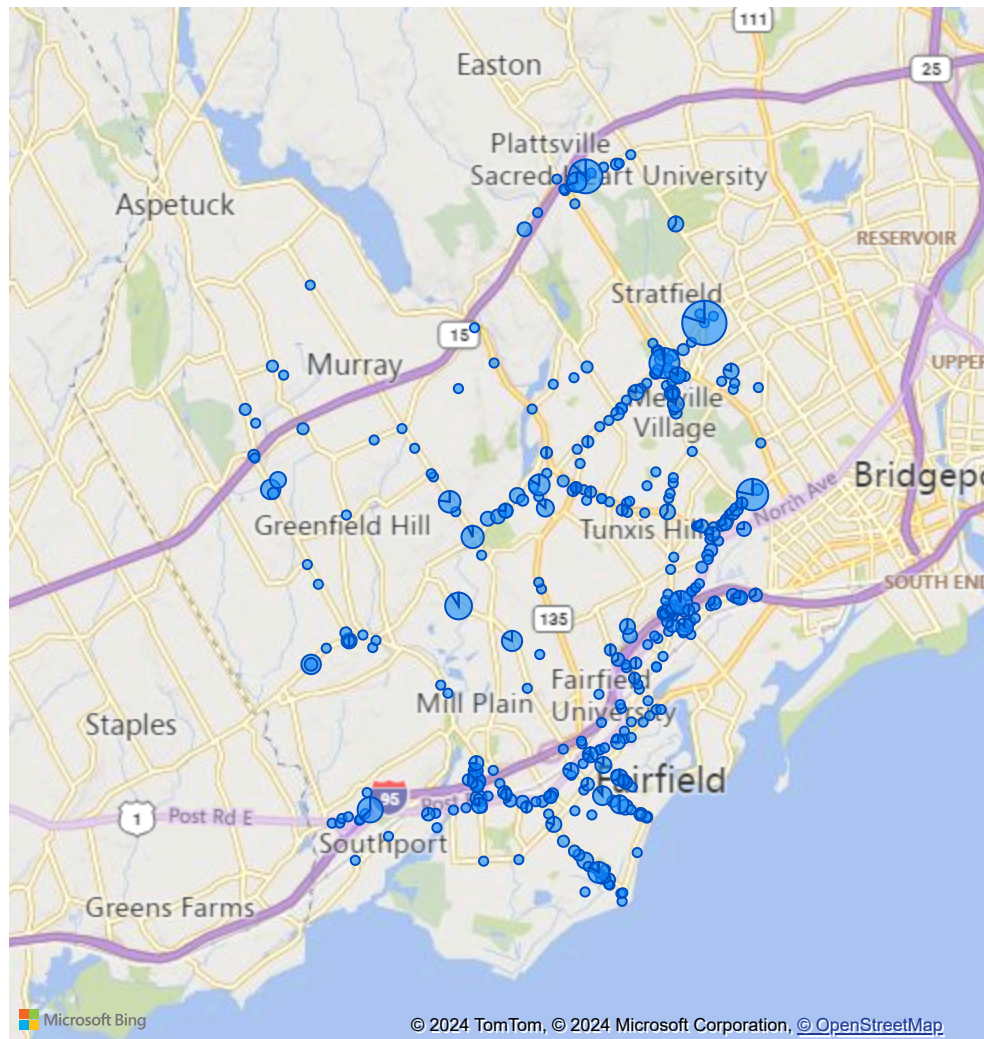 111
Easton
25
Plattsville
Sacred Heart University
Aspetuck
RESERVOIR
Stratfield
15
UPPER
Murray
Melville
Village
Bridgepo
North Ave
Greenfield Hill
Tunxis Hill
SOUTH END
135
Fairfield
University
Mill Plain
Staples
Fairfield
95
Post
1
Post Rd E
Southport
Greens Farms
Microsoft Bing
© 2024 TomTom, © 2024 Microsoft Corporation, © OpenStreetMap